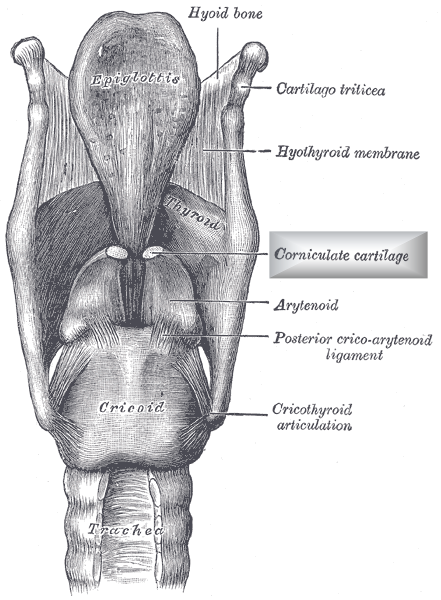 Hyoid bone
Epiglottis
Cartilago triticea
Hyothyroid membrane
Thyroid
Corniculate cartilage
Arytenoid
Posterior crico-arytenoid
ligament
Cricoid
Cricothyroid
articulation
Trachea